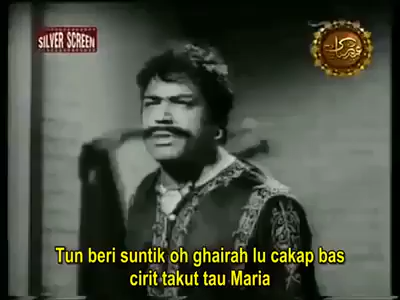 SILVER SCREEN
Tun beri suntik oh ghairah lu cakap bas
cirit takut tau Maria